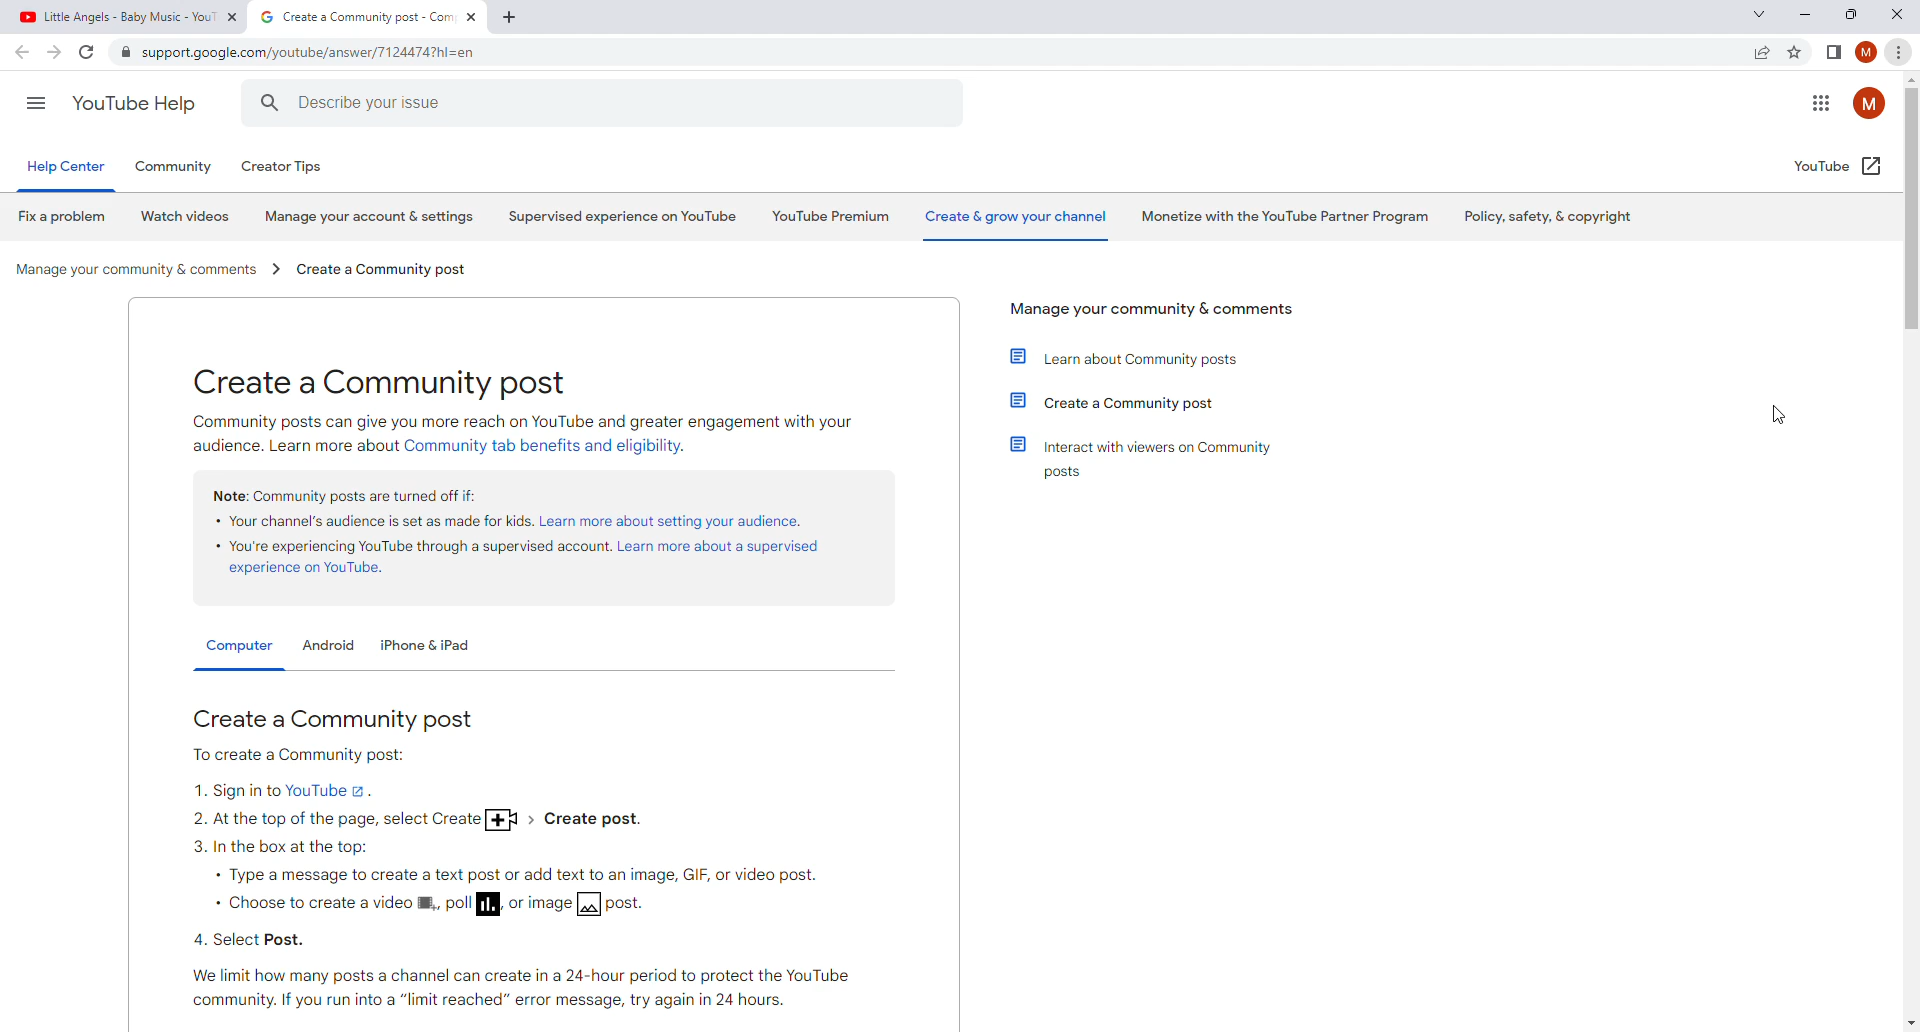 Little Angels - Baby Music - YouT
Create a Community post - Com
support.google.com/youtube/answer/7124474?hl=en
M
YouTube Help
Describe your issue
M
Help Center
Community
Creator Tips
YouTube
Fix a problem
Watch videos
Manage your account & settings
Supervised experience on YouTube
YouTube Premium
Create & grow your channel
Monetize with the YouTube Partner Program
Policy, safety, & copyright
Manage your community & comments > Create a Community post
Create a Community post
Community posts can give you more reach on YouTube and greater engagement with your
audience. Learn more about Community tab benefits and eligibility.
Note: Community posts are turned off if:
• Your channel's audience is set as made for kids. Learn more about setting your audience.
• You're experiencing YouTube through a supervised account. Learn more about a supervised
experience on YouTube.
Computer
Android
iPhone & iPad
Create a Community post
To create a Community post:
1. Sign in to YouTube .
2. At the top of the page, select Create > Create post.
3. In the box at the top:
• Type a message to create a text post or add text to an image, GIF, or video post.
• Choose to create a video , poll , or image post.
4. Select Post.
We limit how many posts a channel can create in a 24-hour period to protect the YouTube
community. If you run into a “limit reached” error message, try again in 24 hours.
Manage your community & comments
Learn about Community posts
Create a Community post
Interact with viewers on Community
posts